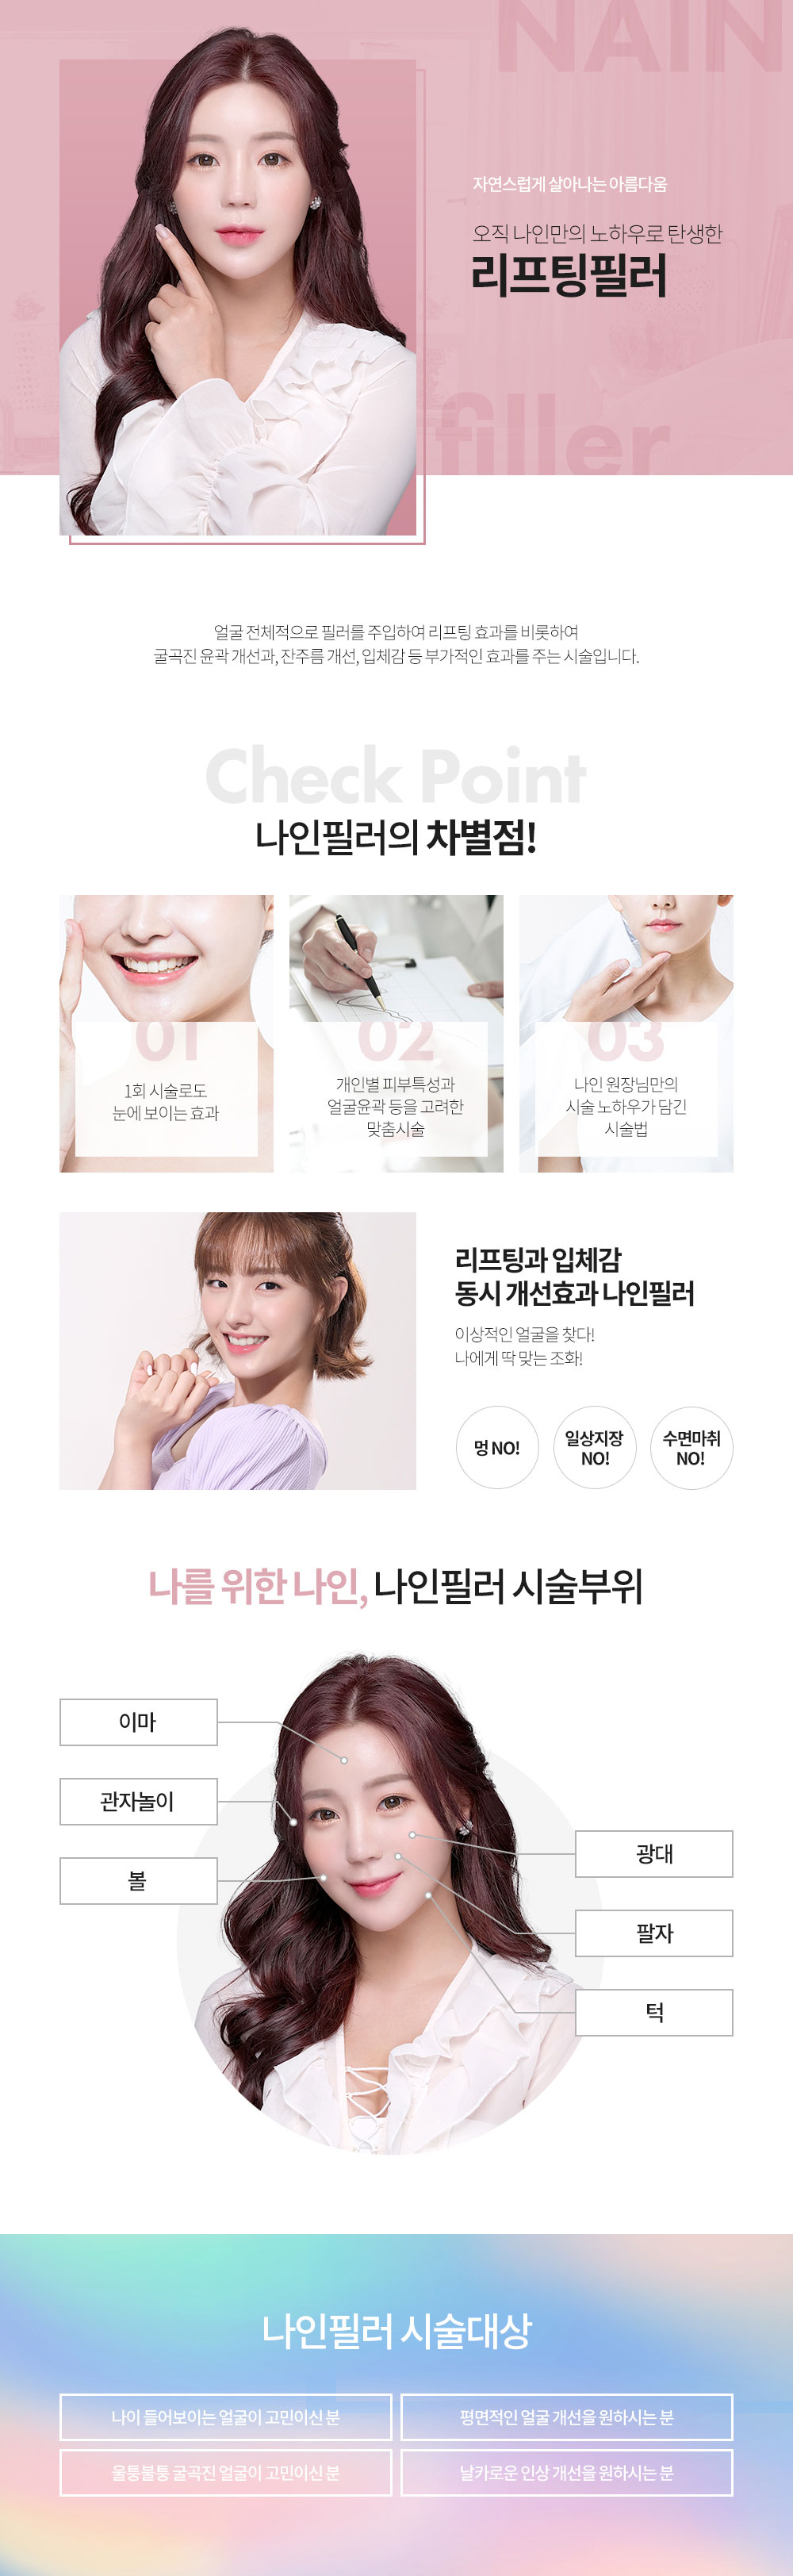 NAIN
자연스럽게 살아나는 아름다움
오직 나인만의 노하우로 탄생한
리프팅필러
filler
얼굴 전체적으로 필러를 주입하여 리프팅 효과를 비롯하여
굴곡진 윤곽 개선과, 잔주름 개선, 입체감 등 부가적인 효과를 주는 시술입니다.
Check Point
나인필러의 차별점!
01
1회 시술로도
눈에 보이는 효과
02
개인별 피부특성과
얼굴윤곽 등을 고려한
맞춤시술
03
나인 원장님만의
시술 노하우가 담긴
시술법
리프팅과 입체감
동시 개선효과 나인필러
이상적인 얼굴을 찾다!
나에게 딱 맞는 조화!
멍 NO!
일상지장
NO!
수면마취
NO!
나를 위한 나인, 나인필러 시술부위
이마
관자놀이
볼
광대
팔자
턱
나인필러 시술대상
나이 들어보이는 얼굴이 고민이신 분
평면적인 얼굴 개선을 원하시는 분
울퉁불퉁 굴곡진 얼굴이 고민이신 분
날카로운 인상 개선을 원하시는 분